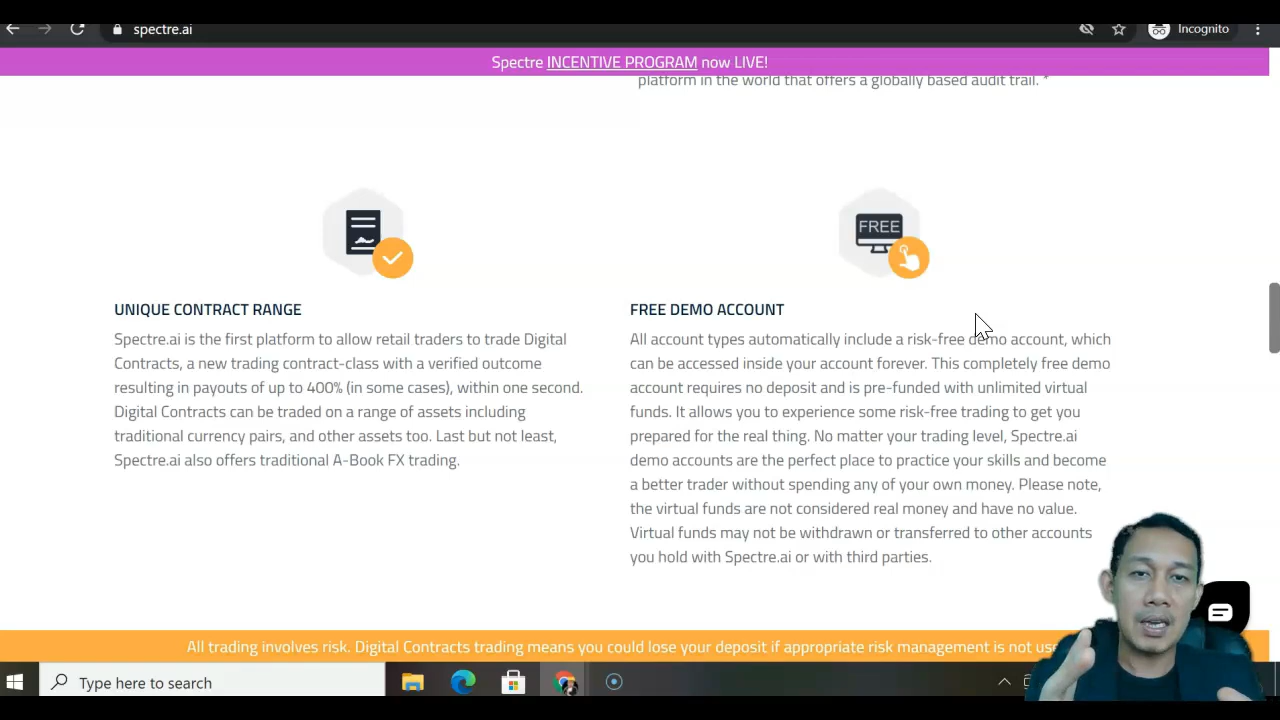 spectre.ai
Incognito
Spectre INCENTIVE PROGRAM now LIVE!
platform in the world that offers a globally based audit trail. *
FREE
UNIQUE CONTRACT RANGE
Spectre.ai is the first platform to allow retail traders to trade Digital
Contracts, a new trading contract-class with a verified outcome
resulting in payouts of up to 400% (in some cases), within one second.
Digital Contracts can be traded on a range of assets including
traditional currency pairs, and other assets too. Last but not least,
Spectre.ai also offers traditional A-Book FX trading.
FREE DEMO ACCOUNT
All account types automatically include a risk-free demo account, which
can be accessed inside your account forever. This completely free demo
account requires no deposit and is pre-funded with unlimited virtual
funds. It allows you to experience some risk-free trading to get you
prepared for the real thing. No matter your trading level, Spectre.ai
demo accounts are the perfect place to practice your skills and become
a better trader without spending any of your own money. Please note,
the virtual funds are not considered real money and have no value.
Virtual funds may not be withdrawn or transferred to other accounts
you hold with Spectre.ai or with third parties.
All trading involves risk. Digital Contracts trading means you could lose your deposit if appropriate risk management is not
Type here to search